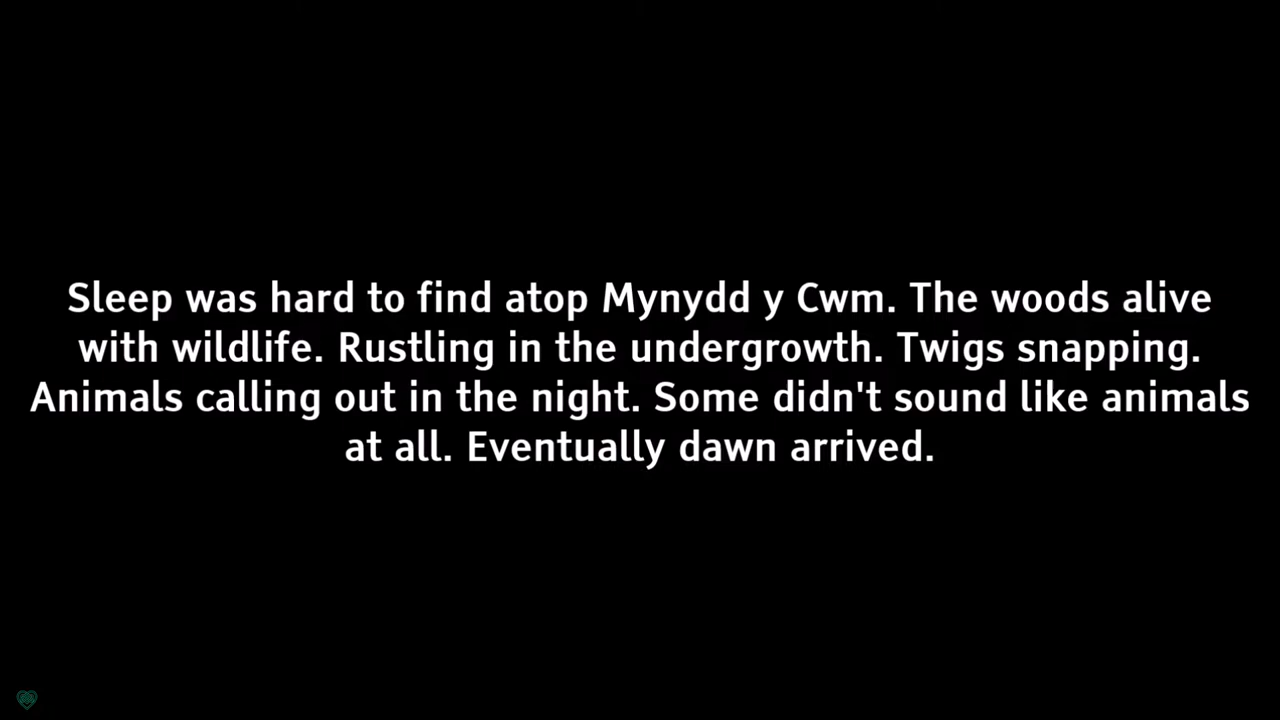 Sleep was hard to find atop Mynydd y Cwm. The woods alive
with wildlife. Rustling in the undergrowth. Twigs snapping.
Animals calling out in the night. Some didn't sound like animals
at all. Eventually dawn arrived.